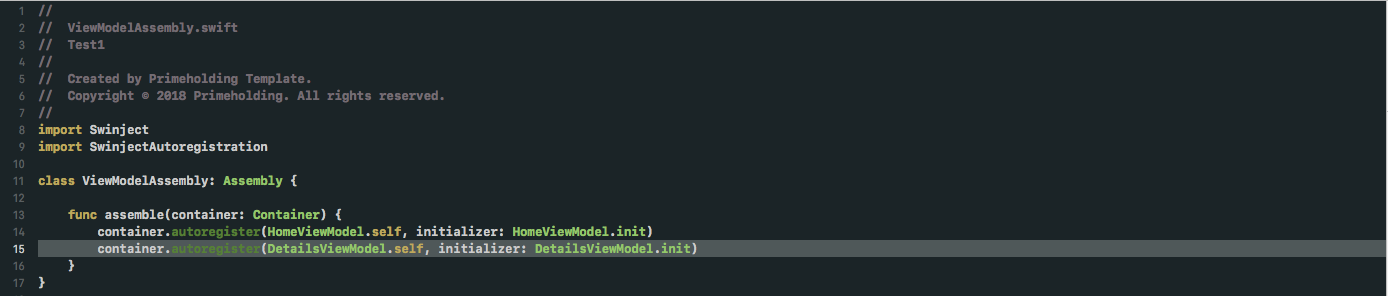 1 //
2 //  ViewModelAssembly.swift
3 //  Test1
4 //
5 //  Created by Primeholding Template.
6 //  Copyright © 2018 Primeholding. All rights reserved.
7 //
8 import Swinject
9 import SwinjectAutoregistration
10
11 class ViewModelAssembly: Assembly {
12
13     func assemble(container: Container) {
14         container.autoregister(HomeViewModel.self, initializer: HomeViewModel.init)
15         container.autoregister(DetailsViewModel.self, initializer: DetailsViewModel.init)
16     }
17 }